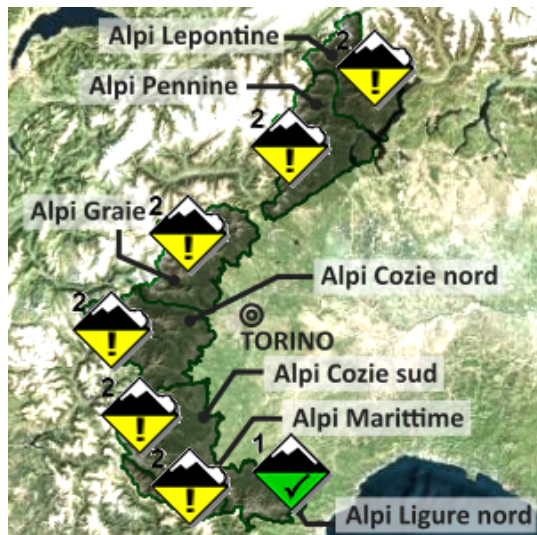 Alpi Lepontine
2
!
Alpi Pennine
2
!
Alpi Graie
2
!
Alpi Cozie nord
2
!
TORINO
Alpi Cozie sud
2
!
Alpi Marittime
2
!
1
Alpi Ligure nord